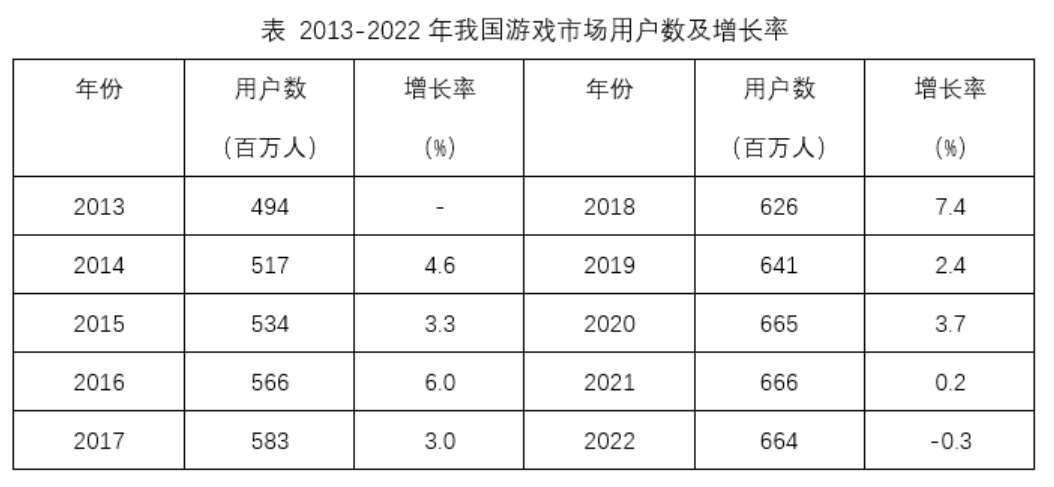 表 2013-2022 年我国游戏市场用户数及增长率
年份 用户数 增长率 年份 用户数 增长率
(百万人) (%) (百万人) (%)
2013 494 - 2018 626 7.4
2014 517 4.6 2019 641 2.4
2015 534 3.3 2020 665 3.7
2016 566 6.0 2021 666 0.2
2017 583 3.0 2022 664 -0.3